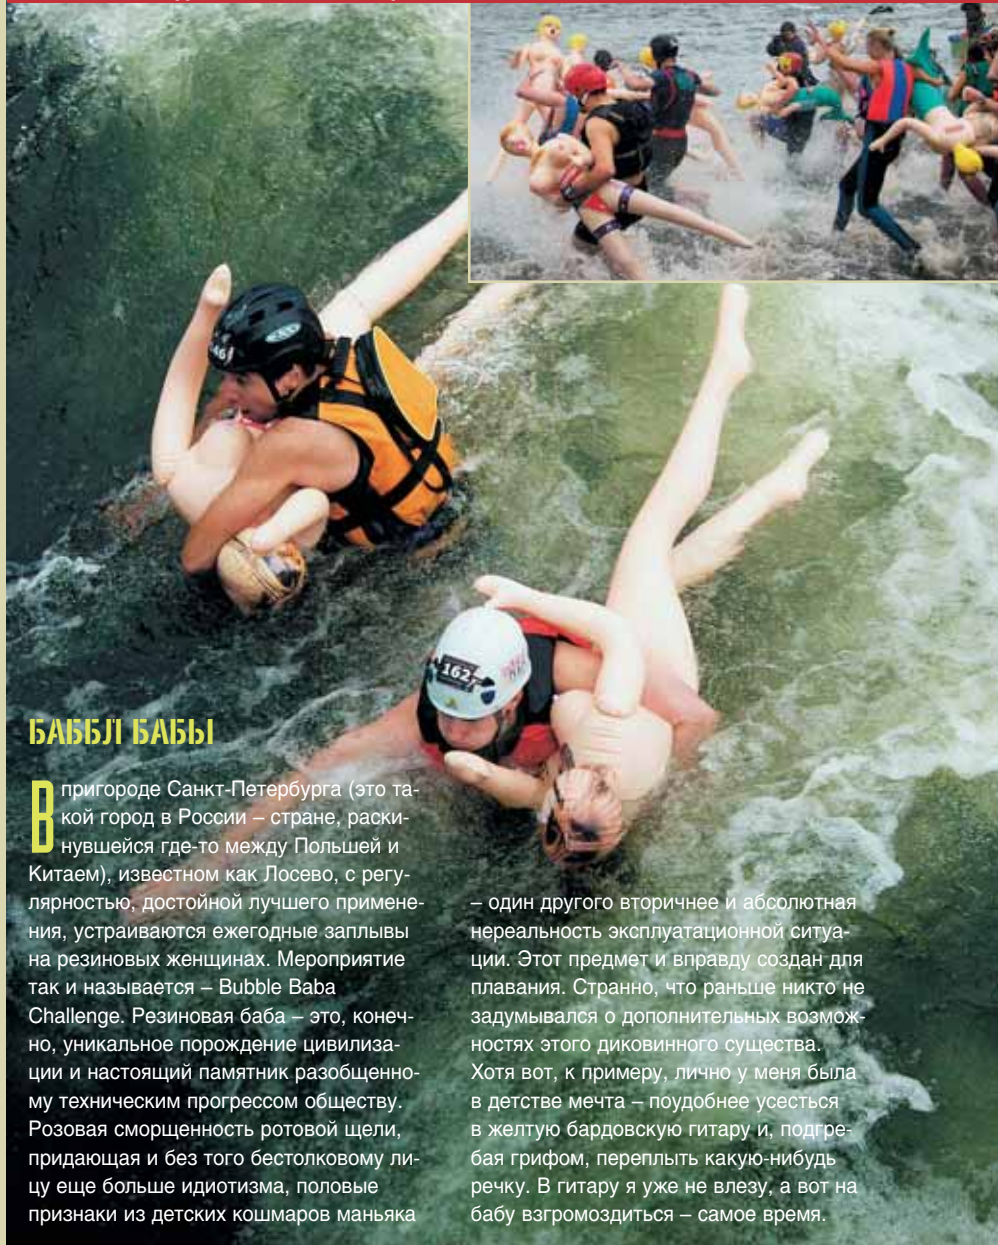 БАББЛ БАБЫ
В пригороде Санкт-Петербурга (это та-
кой город в России – стране, раски-
нувшейся где-то между Польшей и
Китаем), известном как Лосево, с регу-
лярностью, достойной лучшего примене-
ния, устраиваются ежегодные заплывы
на резиновых женщинах. Мероприятие
так и называется – Bubble Baba
Challenge. Резиновая баба – это, конеч-
но, уникальное порождение цивилиза-
ции и настоящий памятник разобщенно-
му техническим прогрессом обществу.
Розовая сморщенность ротовой щели,
придающая и без того бестолковому ли-
цу еще больше идиотизма, половые
признаки из детских кошмаров маньяка
– один другого вторичнее и абсолютная
нереальность эксплуатационной ситуа-
ции. Этот предмет и вправду создан для
плавания. Странно, что раньше никто не
задумывался о дополнительных возмож-
ностях этого диковинного существа.
Хотя вот, к примеру, лично у меня была
в детстве мечта – поудобнее усесться
в желтую бардовскую гитару и, подгре-
бая грифом, переплыть какую-нибудь
речку. В гитару я уже не влезу, а вот на
бабу взгромоздиться – самое время.
162